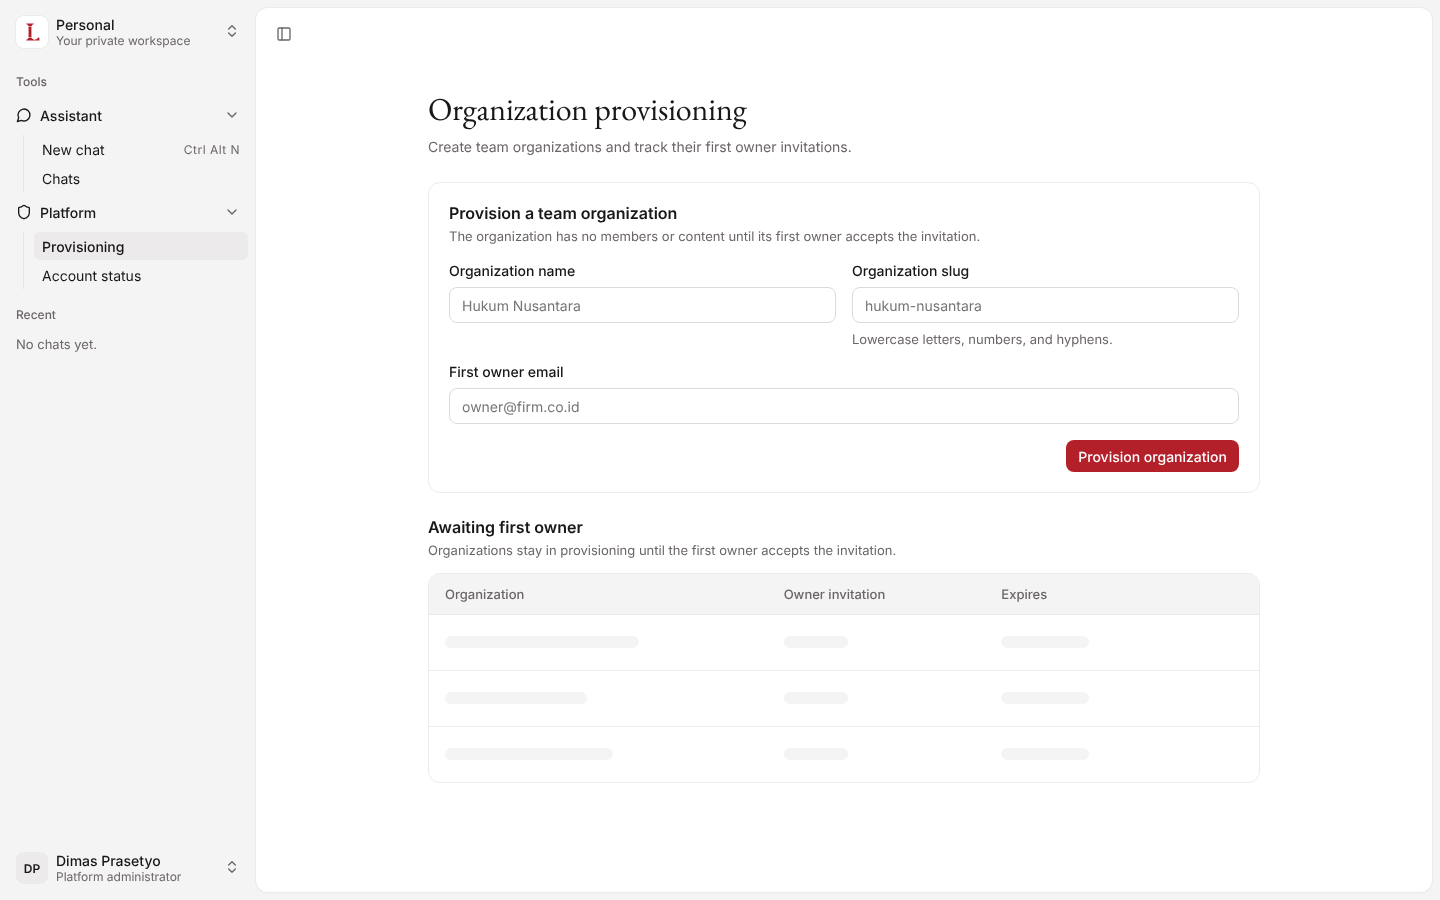 L
Personal
Your private workspace
Tools
Assistant
New chat
Ctrl Alt N
Chats
Platform
Provisioning
Account status
Recent
No chats yet.
DP
Dimas Prasetyo
Platform administrator
Organization provisioning
Create team organizations and track their first owner invitations.
Provision a team organization
The organization has no members or content until its first owner accepts the invitation.
Organization name
Hukum Nusantara
Organization slug
hukum-nusantara
Lowercase letters, numbers, and hyphens.
First owner email
owner@firm.co.id
Provision organization
Awaiting first owner
Organizations stay in provisioning until the first owner accepts the invitation.
Organization
Owner invitation
Expires